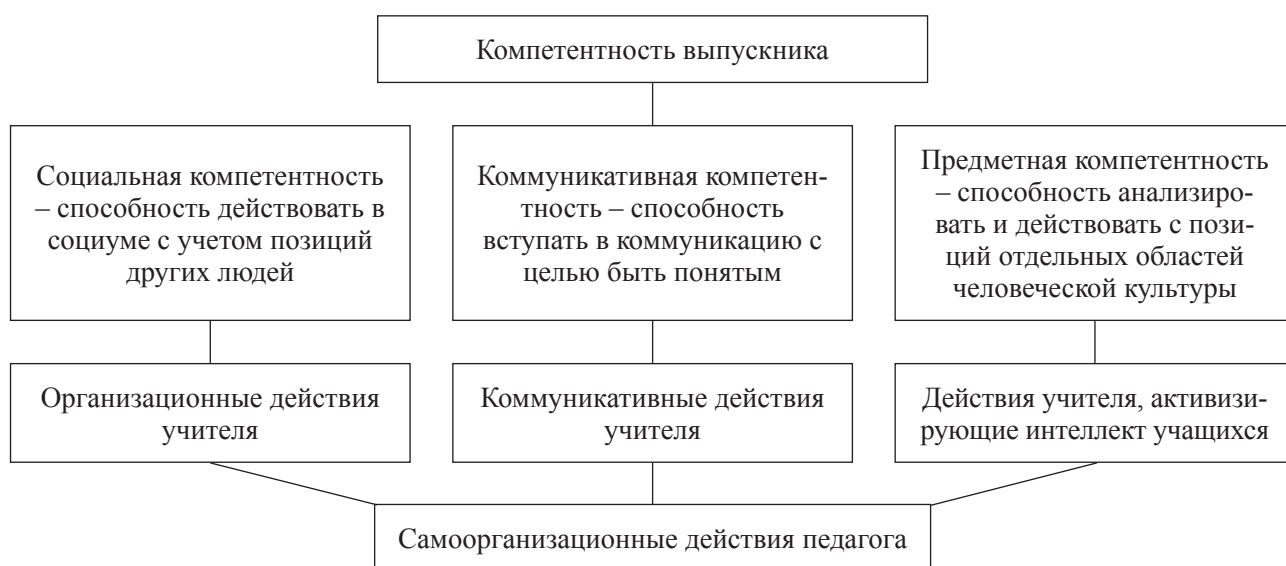 Компетентность выпускника
Социальная компетентность
– способность действовать в
социуме с учетом позиций
других людей
Коммуникативная компетен-
тность – способность
вступать в коммуникацию с
целью быть понятым
Предметная компетентность
– способность анализиро-
вать и действовать с пози-
ций отдельных областей
человеческой культуры
Организационные действия
учителя
Коммуникативные действия
учителя
Действия учителя, активизи-
рующие интеллект учащихся
Самоорганизационные действия педагога